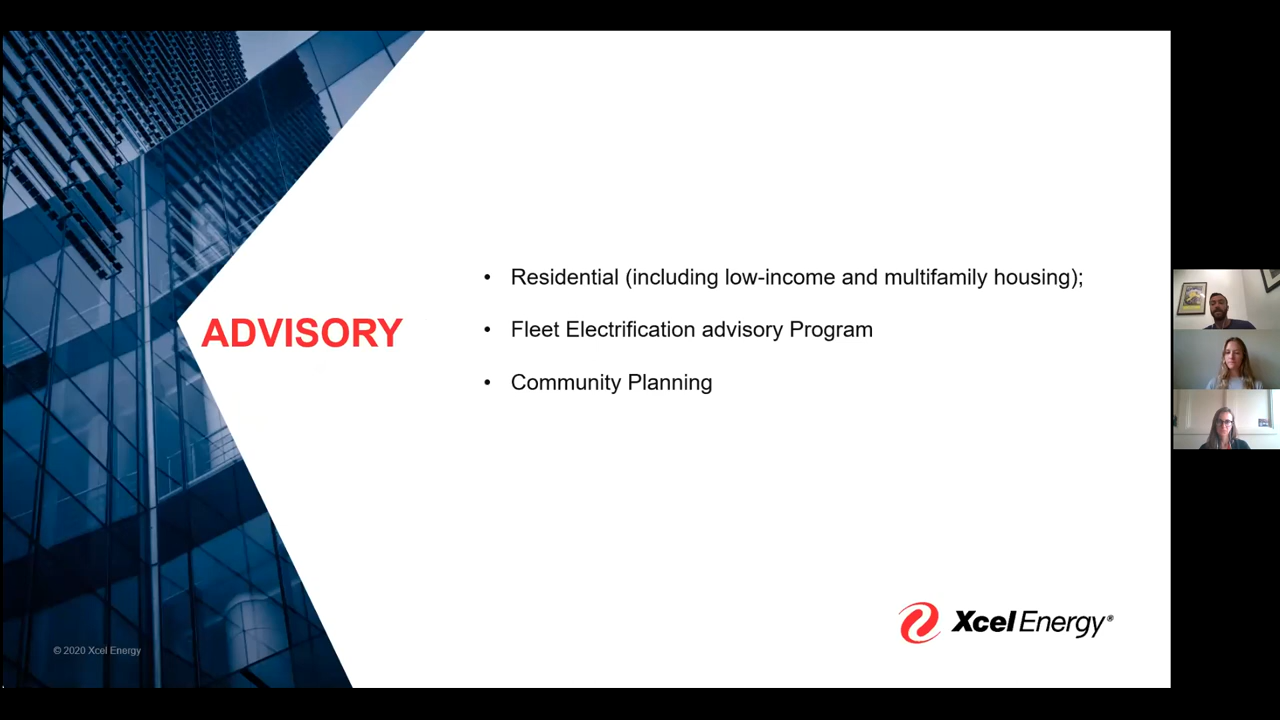 ADVISORY
• Residential (including low-income and multifamily housing);
• Fleet Electrification advisory Program
• Community Planning
Xcel Energy®
© 2020 Xcel Energy